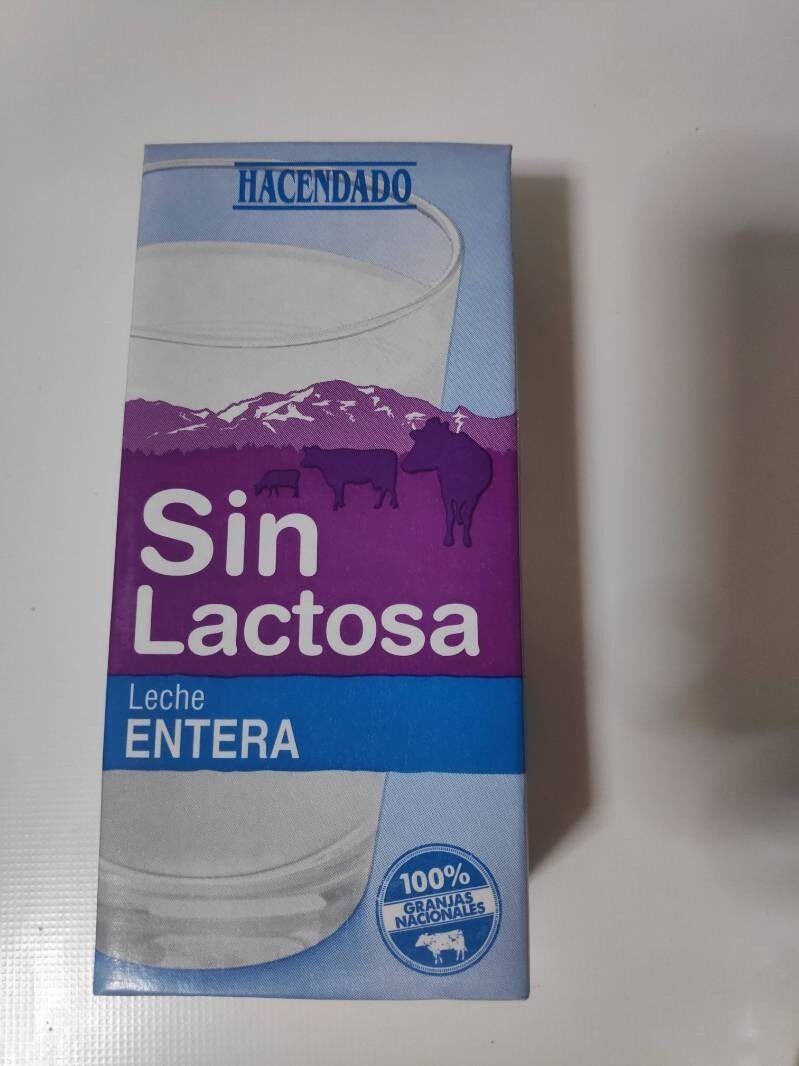 HACENDADO
Sin
Lactosa
Leche
ENTERA
100%
GRANJAS
NACIONALES